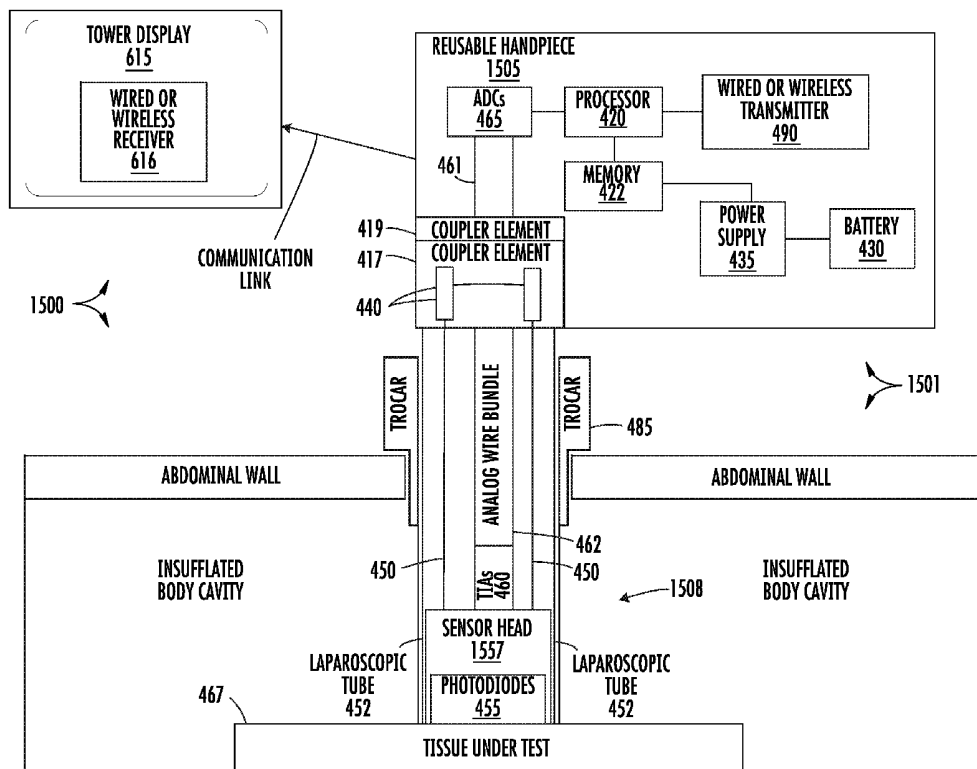 TOWER DISPLAY
615
WIRED OR
WIRELESS
RECEIVER
616
REUSABLE HANDPIECE
1505
ADCs
465
PROCESSOR
420
WIRED OR WIRELESS
TRANSMITTER
490
461
MEMORY
422
POWER
SUPPLY
435
BATTERY
430
419
COUPLER ELEMENT
417
COUPLER ELEMENT
COMMUNICATION
LINK
440
1500
1501
TROCAR
ANALOG WIRE BUNDLE
TROCAR
485
ABDOMINAL WALL
ABDOMINAL WALL
462
450
TIAs
460
450
INSUFFLATED
BODY CAVITY
1508
INSUFFLATED
BODY CAVITY
SENSOR HEAD
1557
LAPAROSCOPIC
TUBE
452
LAPAROSCOPIC
TUBE
452
PHOTODIODES
455
467
TISSUE UNDER TEST